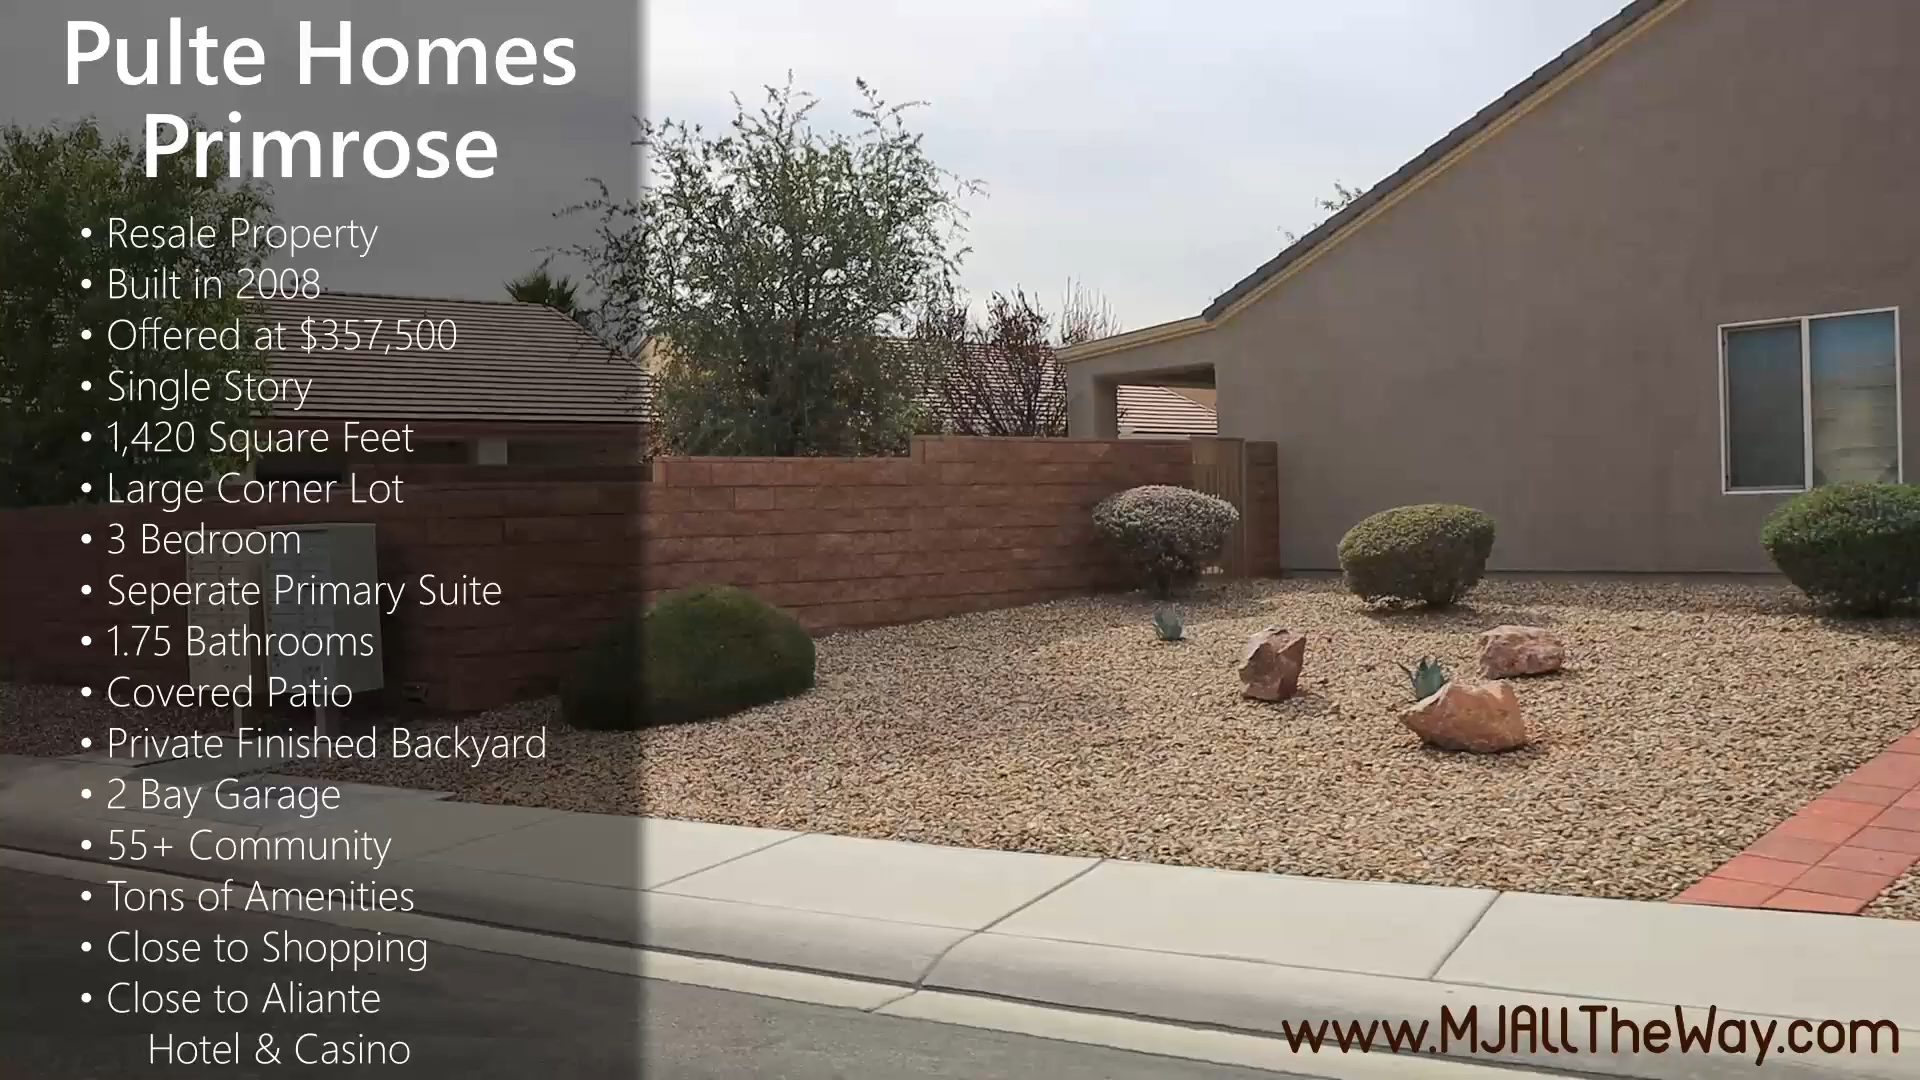 Pulte Homes
Primrose
• Resale Property
• Built in 2008
• Offered at $357,500
• Single Story
• 1,420 Square Feet
• Large Corner Lot
• 3 Bedroom
• Seperate Primary Suite
• 1.75 Bathrooms
• Covered Patio
• Private Finished Backyard
• 2 Bay Garage
• 55+ Community
• Tons of Amenities
• Close to Shopping
• Close to Aliante
Hotel & Casino
www.MJAllTheWay.com